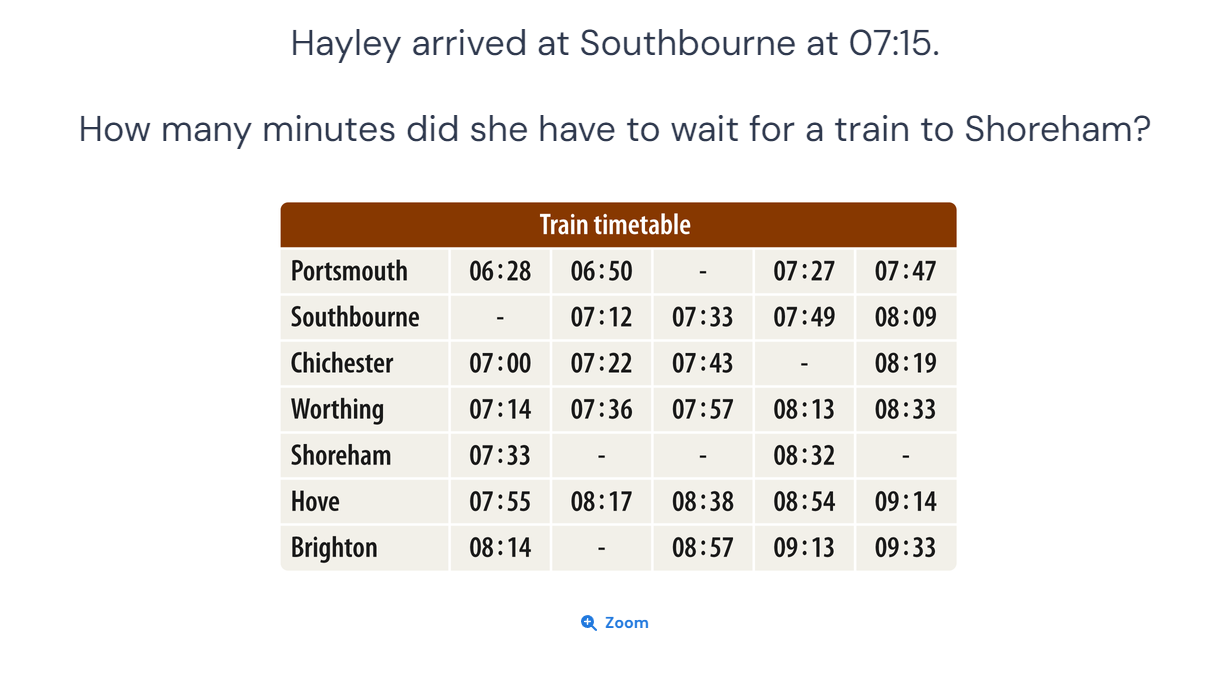 Hayley arrived at Southbourne at 07:15.
How many minutes did she have to wait for a train to Shoreham?
Train timetable
Portsmouth 06:28 06:50 - 07:27 07:47
Southbourne - 07:12 07:33 07:49 08:09
Chichester 07:00 07:22 07:43 - 08:19
Worthing 07:14 07:36 07:57 08:13 08:33
Shoreham 07:33 - - 08:32 -
Hove 07:55 08:17 08:38 08:54 09:14
Brighton 08:14 - 08:57 09:13 09:33
Zoom